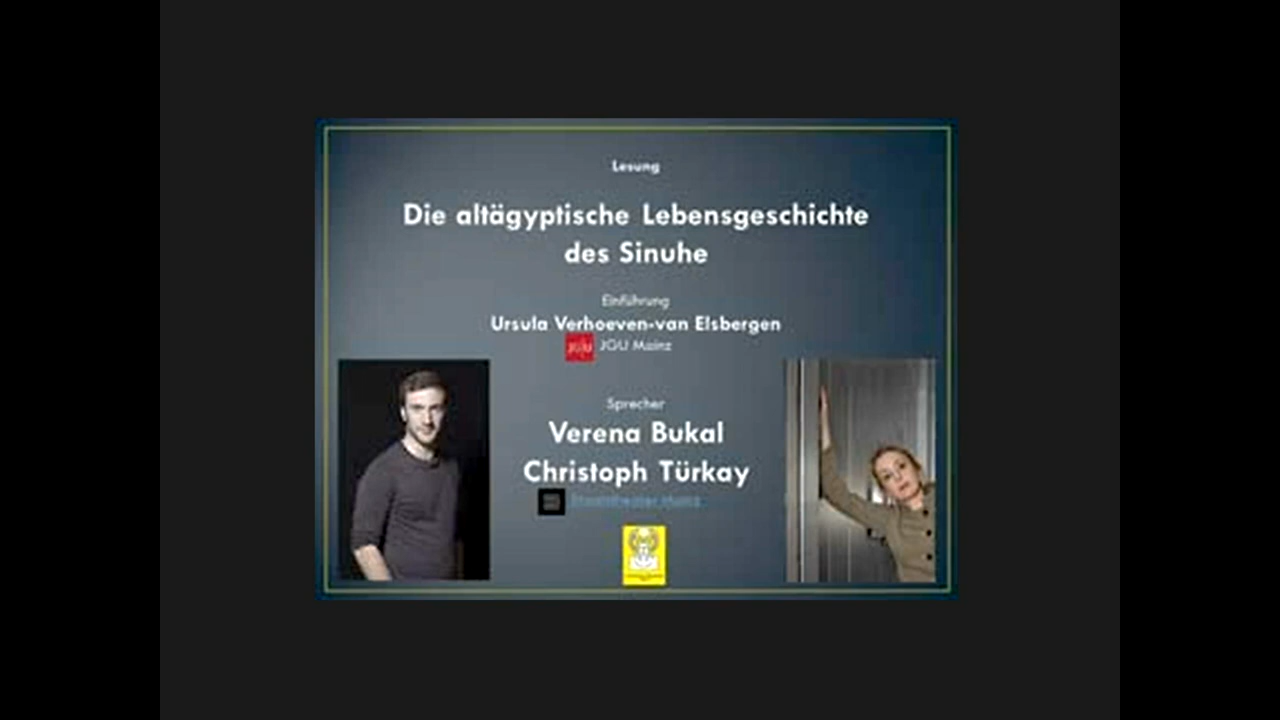 Lesung
Die altägyptische Lebensgeschichte
des Sinuhe
Einführung
Ursula Verhoeven-van Elsbergen
JGU
JGU Mainz
Sprecher
Verena Bukal
Christoph Türkay
Staatstheater Mainz